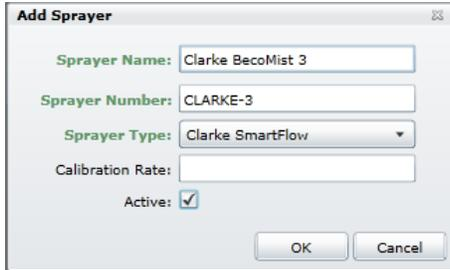 Add Sprayer
Sprayer Name: Clarke BecoMist 3
Sprayer Number: CLARKE-3
Sprayer Type: Clarke SmartFlow
Calibration Rate:
Active:
OK Cancel